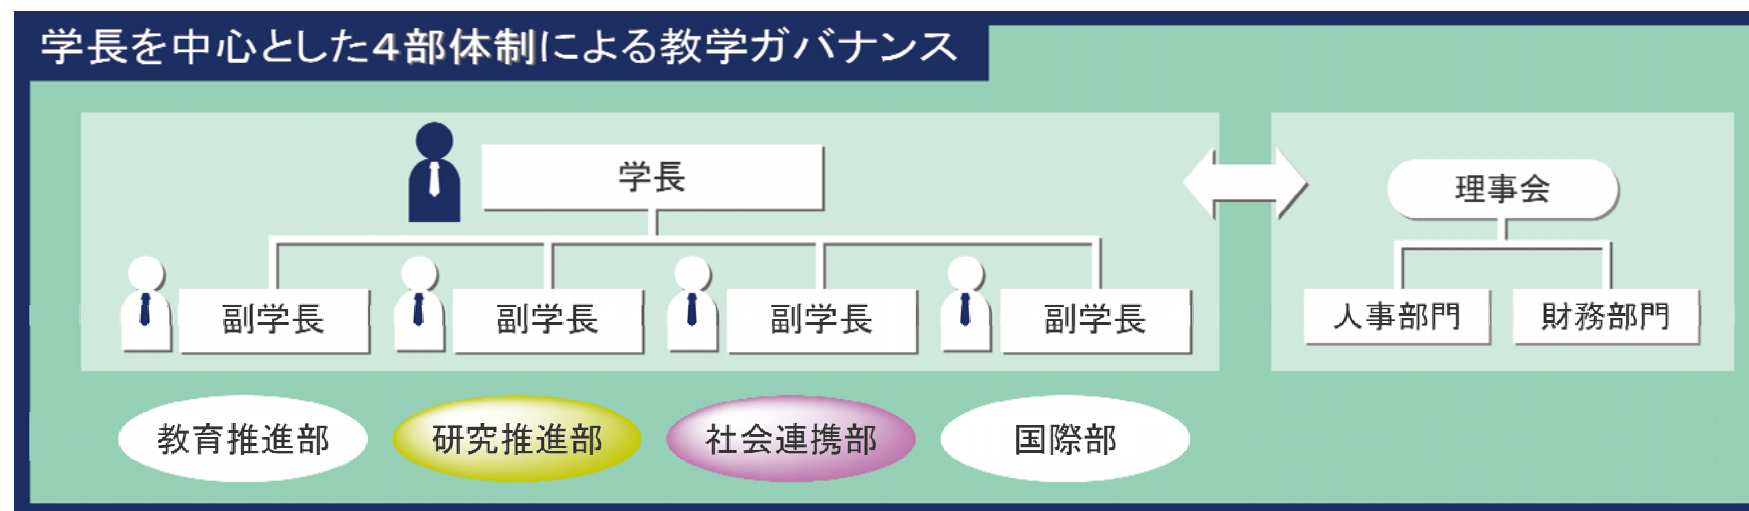 学長を中心とした４部体制による教学ガバナンス
学長
理事会
副学長
副学長
副学長
副学長
人事部門
財務部門
教育推進部
研究推進部
社会連携部
国際部